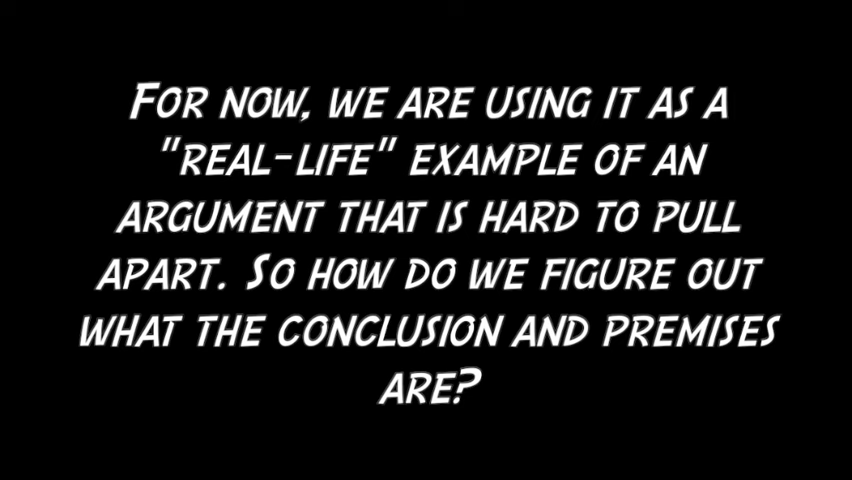 For now, we are using it as a
"real-life" example of an
argument that is hard to pull
apart. So how do we figure out
what the conclusion and premises
are?